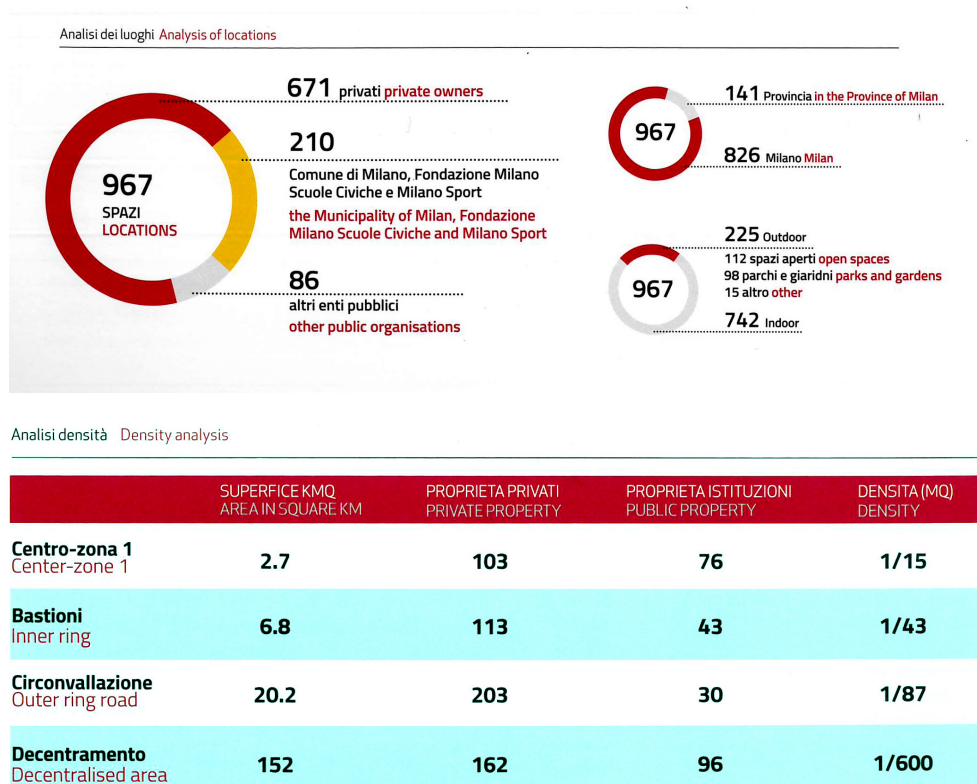 Analisi dei luoghi Analysis of locations
671 privati private owners
210
Comune di Milano, Fondazione Milano
Scuole Civiche e Milano Sport
the Municipality of Milan, Fondazione
Milano Scuole Civiche and Milano Sport
86
altri enti pubblici
other public organisations
967
SPAZI
LOCATIONS
967
141 Provincia in the Province of Milan
826 Milano Milan
967
225 Outdoor
112 spazi aperti open spaces
98 parchi e giaridni parks and gardens
15 altro other
742 Indoor
Analisi densità Density analysis
SUPERFICE KMQ PROPRIETA PRIVATI PROPRIETA ISTITUZIONI DENSITA (MQ)
AREA IN SQUARE KM PRIVATE PROPERTY PUBLIC PROPERTY DENSITY
Centro-zona 1
Center-zone 1 2.7 103 76 1/15
Bastioni
Inner ring 6.8 113 43 1/43
Circonvallazione
Outer ring road 20.2 203 30 1/87
Decentramento
Decentralised area 152 162 96 1/600